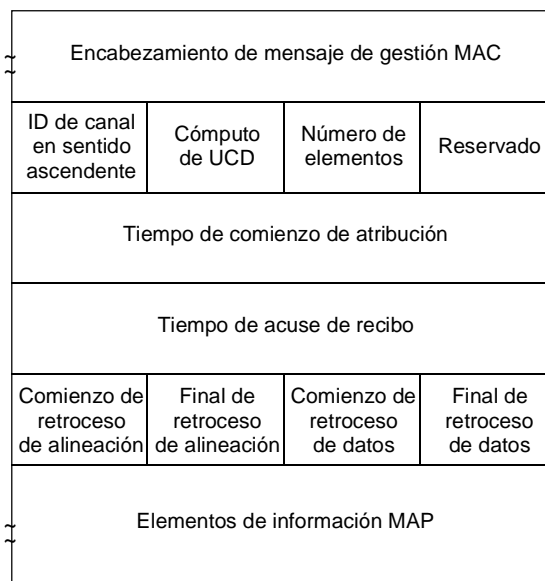 Encabezamiento de mensaje de gestión MAC
ID de canal
en sentido
ascendente
Cómputo
de UCD
Número de
elementos
Reservado
Tiempo de comienzo de atribución
Tiempo de acuse de recibo
Comienzo de
retroceso
de alineación
Final de
retroceso
de alineación
Comienzo de
retroceso
de datos
Final de
retroceso
de datos
Elementos de información MAP